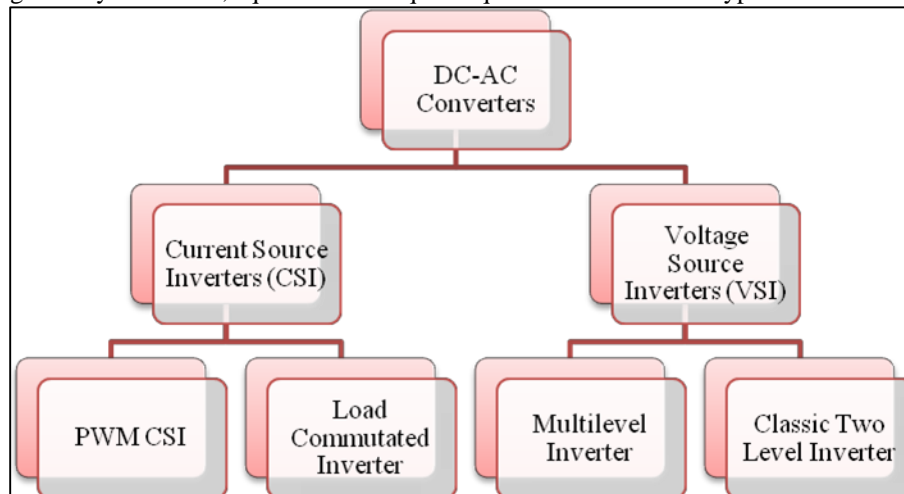 DC-AC
Converters
Current Source
Inverters (CSI)
Voltage
Source
Inverters (VSI)
PWM CSI
Load
Commutated
Inverter
Multilevel
Inverter
Classic Two
Level Inverter